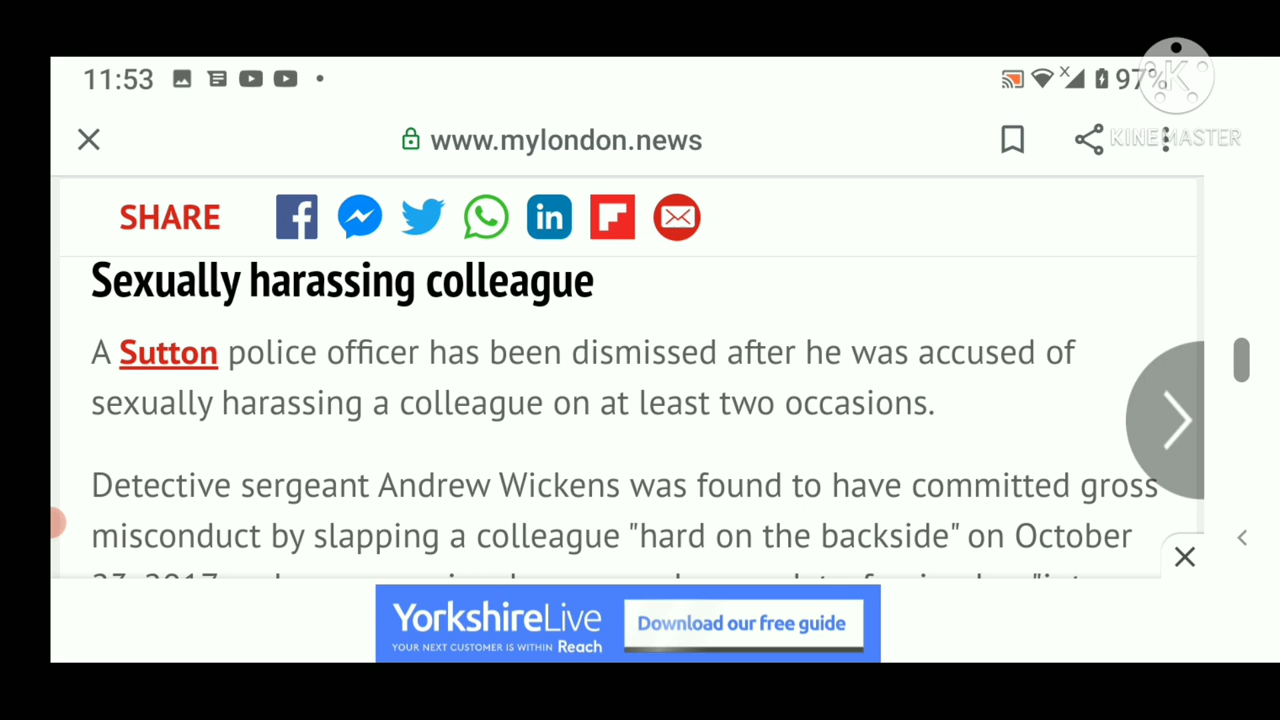 11:53 97%
www.mylondon.news
KINEMASTER
SHARE
Sexually harassing colleague
A Sutton police officer has been dismissed after he was accused of
sexually harassing a colleague on at least two occasions.
Detective sergeant Andrew Wickens was found to have committed gross
misconduct by slapping a colleague "hard on the backside" on October
YorkshireLive
YOUR NEXT CUSTOMER IS WITHIN Reach
Download our free guide